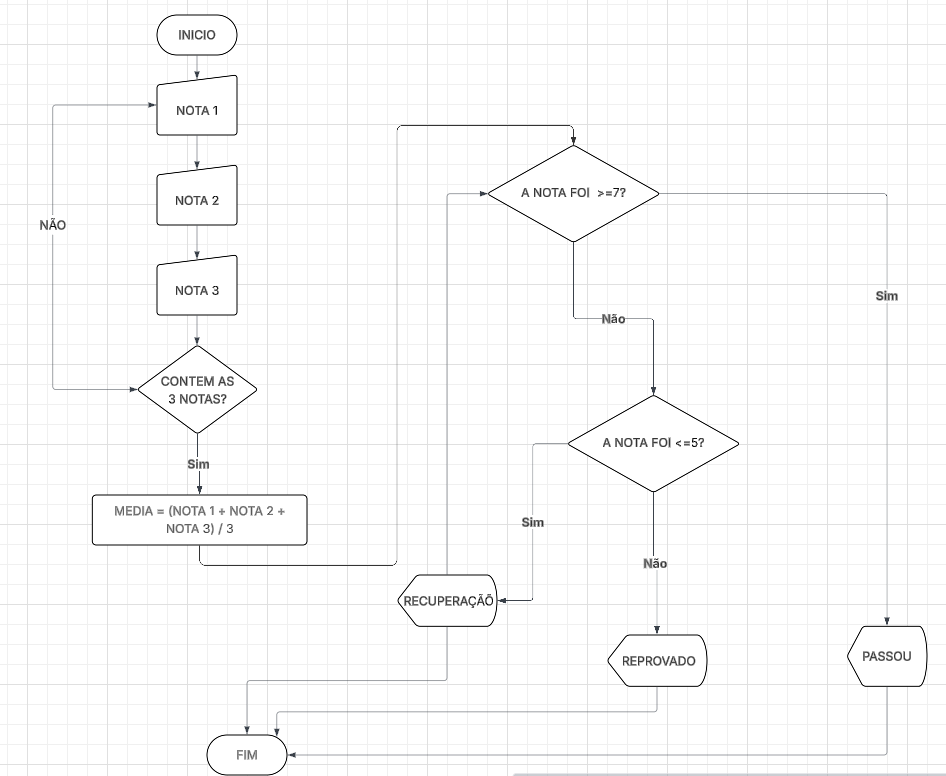 INICIO
NOTA 1
NOTA 2
NÃO
NOTA 3
CONTEM AS
3 NOTAS?
Sim
MEDIA = (NOTA 1 + NOTA 2 +
NOTA 3) / 3
A NOTA FOI >=7?
Sim
Não
A NOTA FOI <=5?
Sim
Não
RECUPERAÇÃO
REPROVADO
PASSOU
FIM